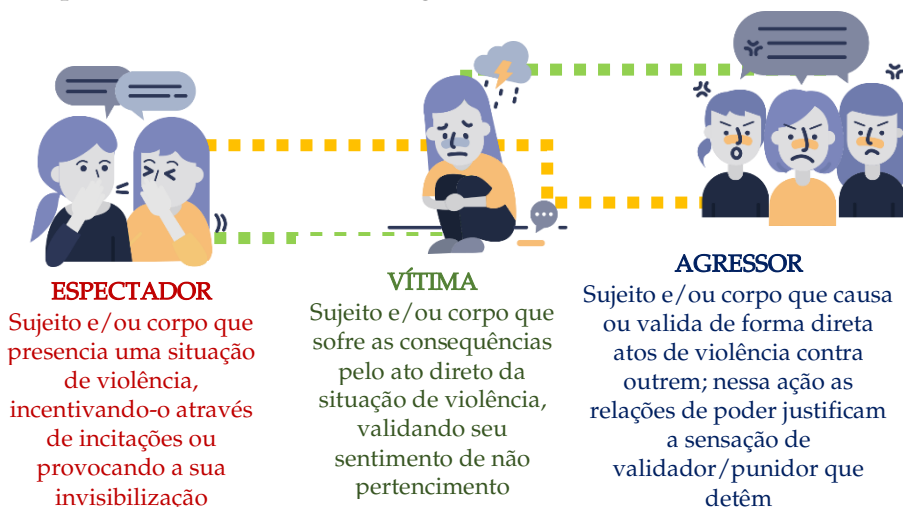 ESPECTADOR
Sujeito e/ou corpo que
presencia uma situação
de violência,
incentivando-o através
de incitações ou
provocando a sua
invisibilização
VÍTIMA
Sujeito e/ou corpo que
sofre as consequências
pelo ato direto da
situação de violência,
validando seu
sentimento de não
pertencimento
AGRESSOR
Sujeito e/ou corpo que causa
ou valida de forma direta
atos de violência contra
outrem; nessa ação as
relações de poder justificam
a sensação de
validador/punidor que
detêm